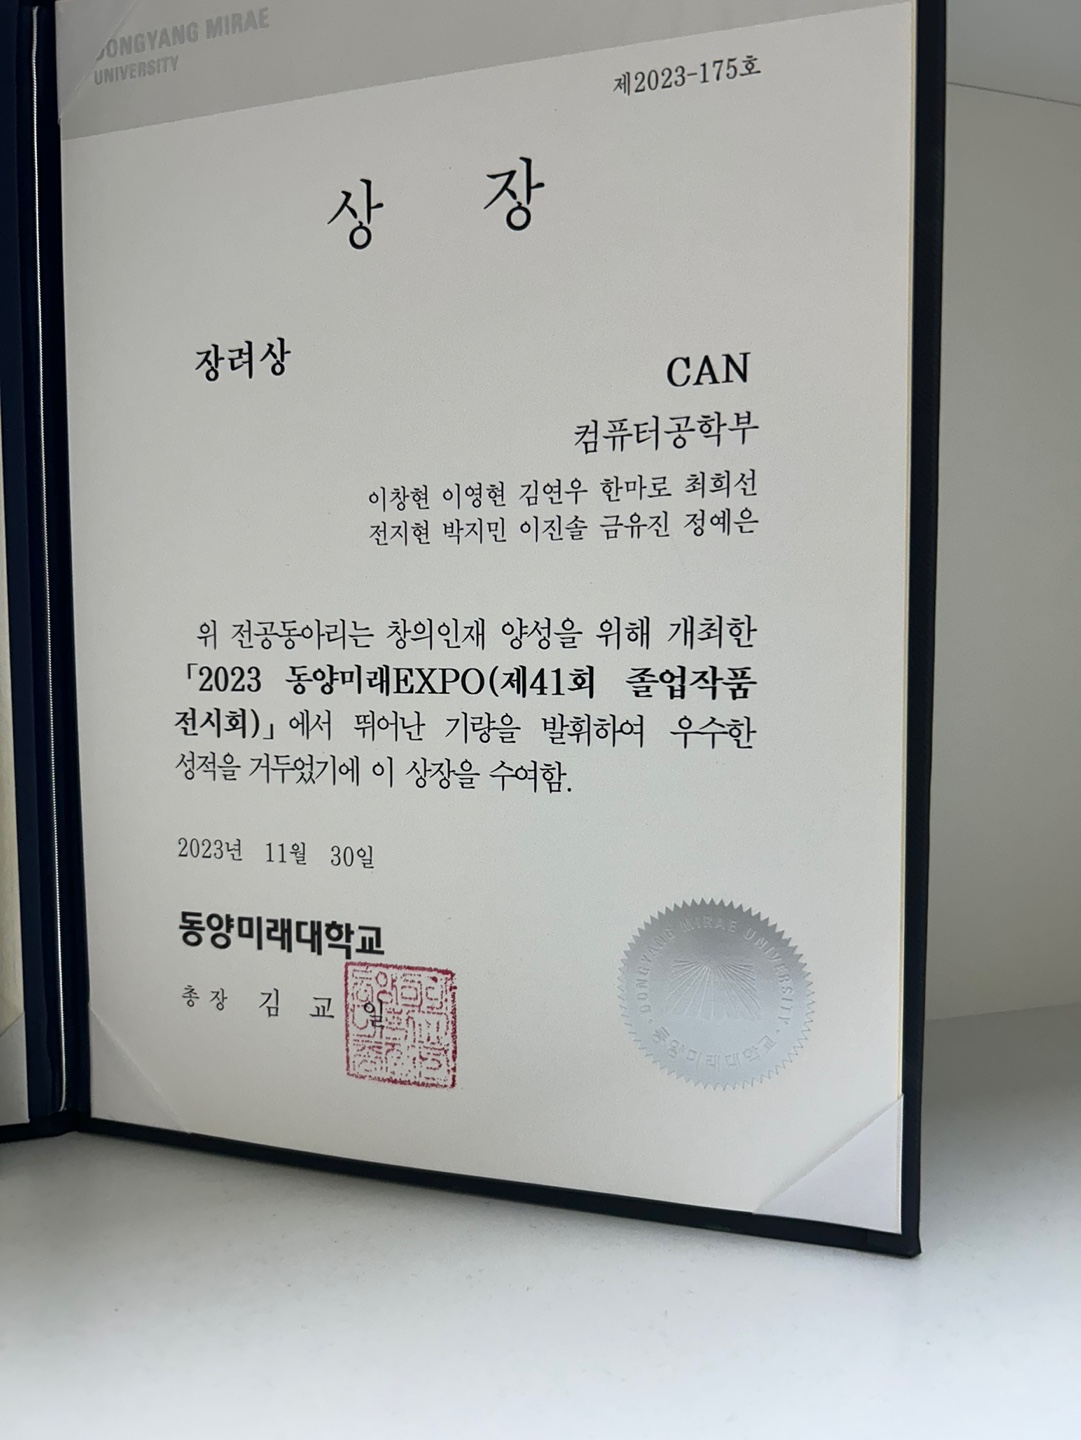 DONGYANG MIRAE
UNIVERSITY
제2023-175호
상 장
장려상
CAN
컴퓨터공학부
이창현 이영현 김연우 한마로 최희선
전지현 박지민 이진솔 금유진 정예은
위 전공동아리는 창의인재 양성을 위해 개최한
「2023 동양미래EXPO(제41회 졸업작품
전시회)」에서 뛰어난 기량을 발휘하여 우수한
성적을 거두었기에 이 상장을 수여함.
2023년 11월 30일
동양미래대학교
총장 김 교 일
DONGYANG MIRAE UNIVERSITY
동양미래대학교